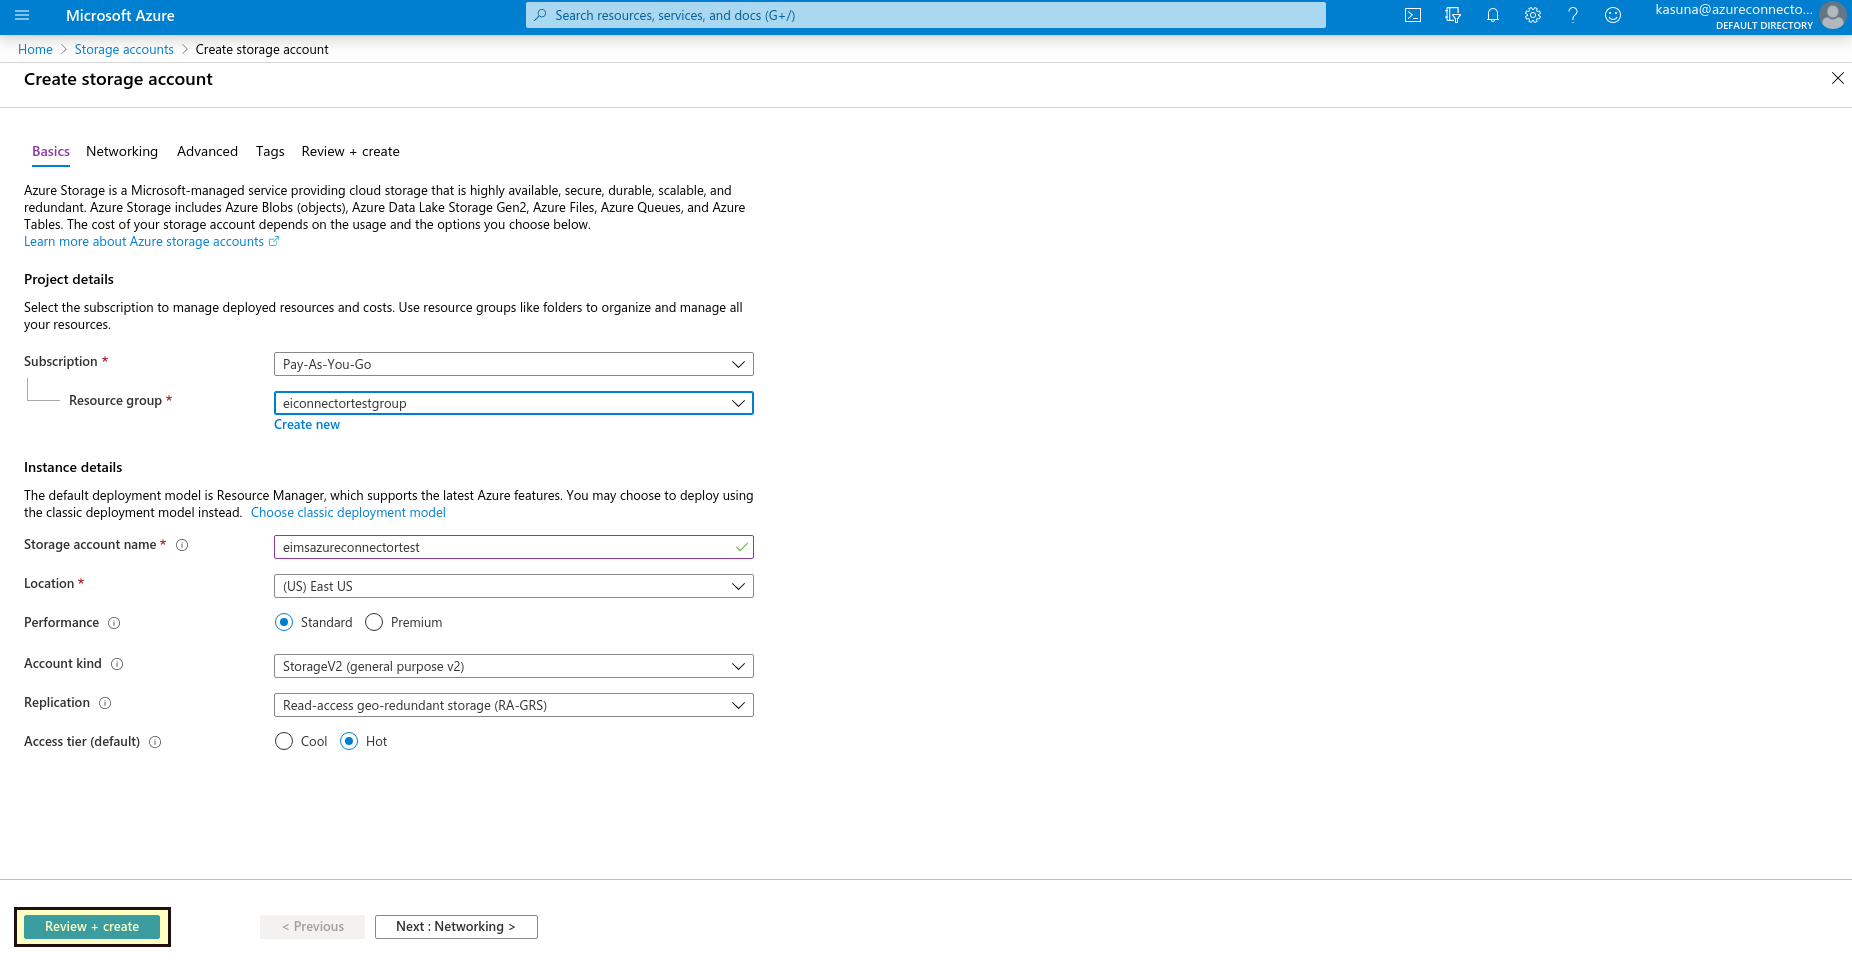 Microsoft Azure
Search resources, services, and docs (G+/)
kasuna@azureconnecto...
DEFAULT DIRECTORY
Home > Storage accounts > Create storage account
Create storage account
Basics Networking Advanced Tags Review + create
Azure Storage is a Microsoft-managed service providing cloud storage that is highly available, secure, durable, scalable, and
redundant. Azure Storage includes Azure Blobs (objects), Azure Data Lake Storage Gen2, Azure Files, Azure Queues, and Azure
Tables. The cost of your storage account depends on the usage and the options you choose below.
Learn more about Azure storage accounts
Project details
Select the subscription to manage deployed resources and costs. Use resource groups like folders to organize and manage all
your resources.
Subscription * Pay-As-You-Go
Resource group * eiconnectortestgroup
Create new
Instance details
The default deployment model is Resource Manager, which supports the latest Azure features. You may choose to deploy using
the classic deployment model instead. Choose classic deployment model
Storage account name * eimsazureconnectortest
Location * (US) East US
Performance Standard Premium
Account kind StorageV2 (general purpose v2)
Replication Read-access geo-redundant storage (RA-GRS)
Access tier (default) Cool Hot
Review + create < Previous Next : Networking >